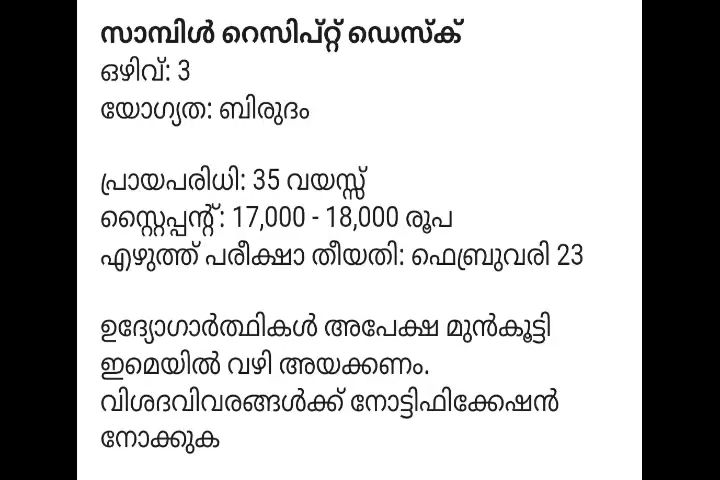 സാമ്പിൾ റെസിപ്റ്റ് ഡെസ്ക്
ഒഴിവ്: 3
യോഗ്യത: ബിരുദം
പ്രായപരിധി: 35 വയസ്സ്
സ്റ്റൈപ്പന്റ്: 17,000 - 18,000 രൂപ
എഴുത്ത് പരീക്ഷാ തീയതി: ഫെബ്രുവരി 23
ഉദ്യോഗാർത്ഥികൾ അപേക്ഷ മുൻകൂട്ടി
ഇമെയിൽ വഴി അയക്കണം.
വിശദവിവരങ്ങൾക്ക് നോട്ടിഫിക്കേഷൻ
നോക്കുക